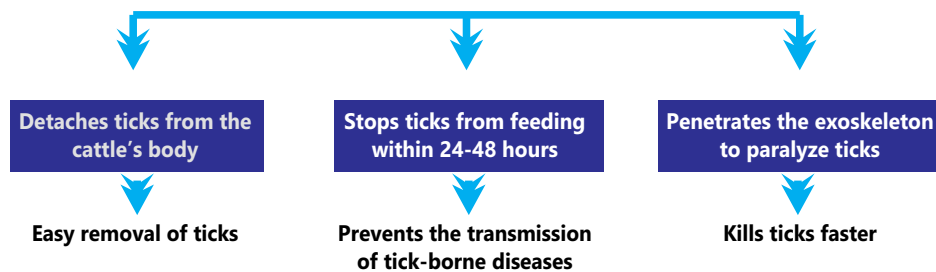 Detaches ticks from the
cattle’s body
Stops ticks from feeding
within 24-48 hours
Penetrates the exoskeleton
to paralyze ticks
Easy removal of ticks
Prevents the transmission
of tick-borne diseases
Kills ticks faster